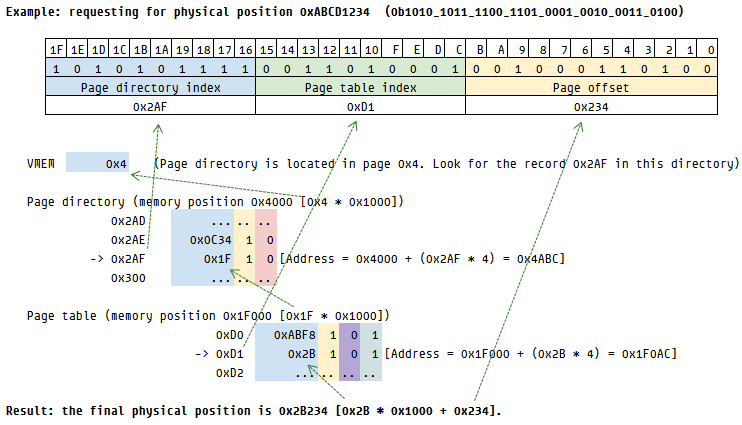 Example: requesting for physical position 0xABCD1234 (0b1010_1011_1100_1101_0001_0010_0011_0100)
1F 1E 1D 1C 1B 1A 19 18 17 16 15 14 13 12 11 10 F E D C B A 9 8 7 6 5 4 3 2 1 0
1 0 1 0 1 0 1 1 1 1 0 0 1 1 0 1 0 0 0 1 0 0 1 0 0 0 1 1 0 1 0 0
Page directory index Page table index Page offset
0x2AF 0xD1 0x234
VMEM 0x4 (Page directory is located in page 0x4. Look for the record 0x2AF in this directory)
Page directory (memory position 0x4000 [0x4 * 0x1000])
0x2AD ... .. ..
0x2AE 0x0C34 1 0
-> 0x2AF 0x1F 1 0 [Address = 0x4000 + (0x2AF * 4) = 0x4ABC]
0x300 ... .. ..
Page table (memory position 0x1F000 [0x1F * 0x1000])
0xD0 0xABF8 1 0 1
-> 0xD1 0x2B 1 0 1 [Address = 0x1F000 + (0x2B * 4) = 0x1F0AC]
0xD2 ... .. .. ..
Result: the final physical position is 0x2B234 [0x2B * 0x1000 + 0x234].